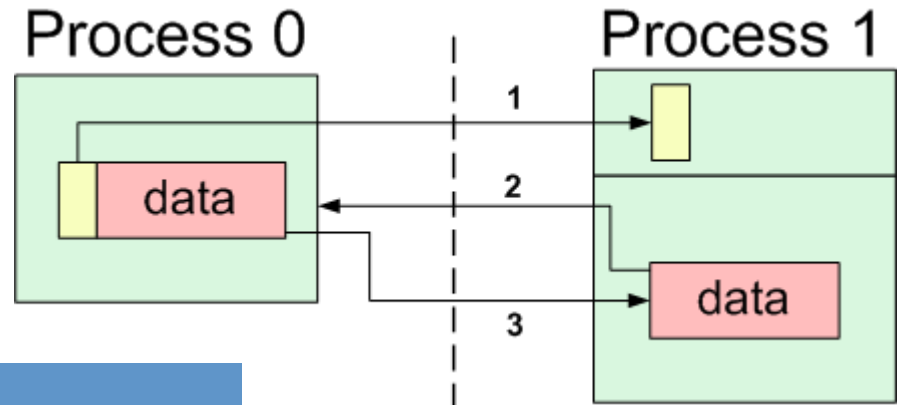 Process 0
Process 1
1
data
2
data
3